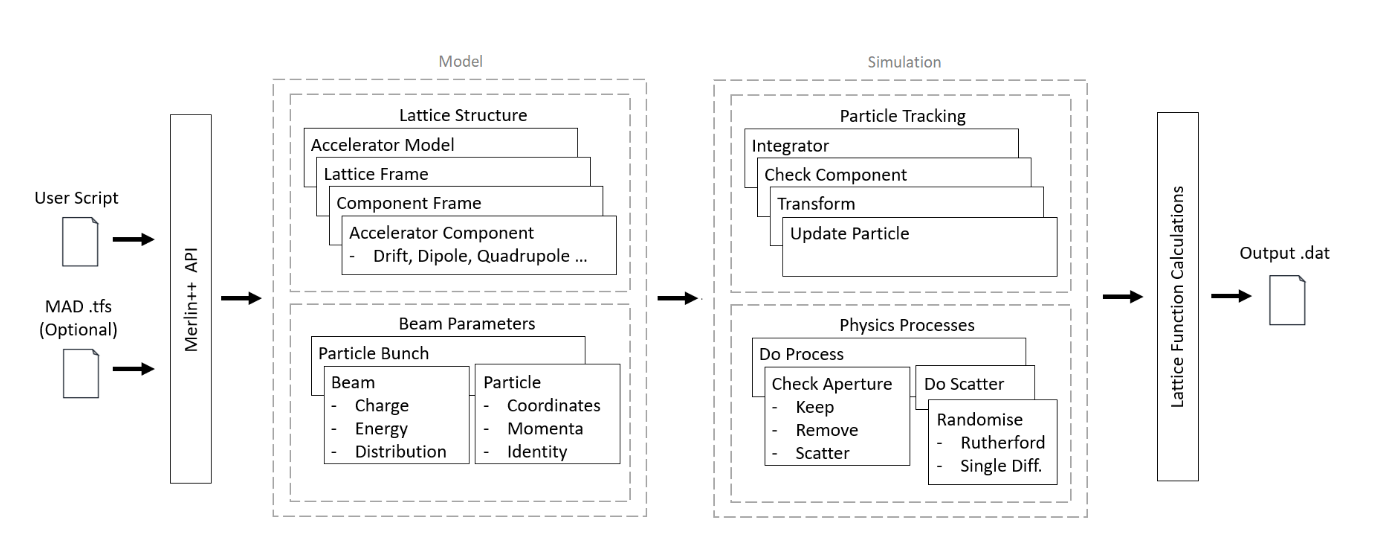 User Script
MAD .tfs
(Optional)
Merlin++ API
Model
Lattice Structure
Accelerator Model
Lattice Frame
Component Frame
Accelerator Component
- Drift, Dipole, Quadrupole ...
Beam Parameters
Particle Bunch
Beam
- Charge
- Energy
- Distribution
Particle
- Coordinates
- Momenta
- Identity
Simulation
Particle Tracking
Integrator
Check Component
Transform
Update Particle
Physics Processes
Do Process
Check Aperture
- Keep
- Remove
- Scatter
Do Scatter
Randomise
- Rutherford
- Single Diff.
Lattice Function Calculations
Output .dat